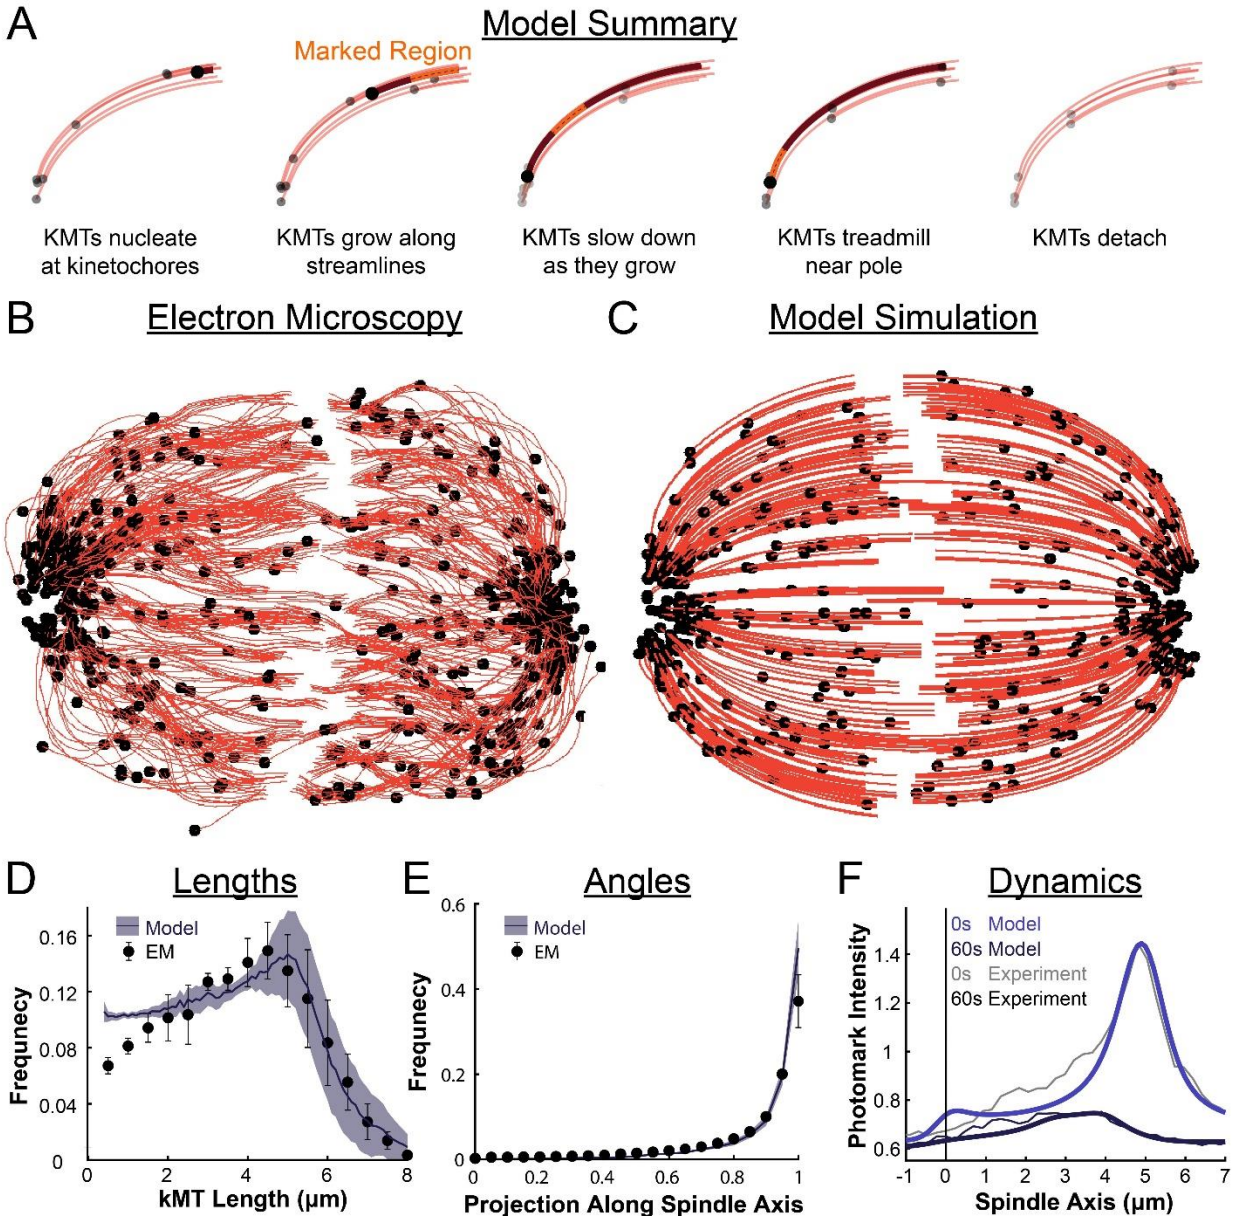 A
Model Summary
Marked Region
KMTs nucleate
at kinetochores
KMTs grow along
streamlines
KMTs slow down
as they grow
KMTs treadmill
near pole
KMTs detach
B
Electron Microscopy
C
Model Simulation
D
Lengths
Model
EM
0.16
0.12
0.08
0.04
0
Frequnecy
0
2
4
6
8
kMT Length (μm)
E
Angles
Model
EM
0.6
0.4
0.2
0
Frequnecy
0
0.2
0.4
0.6
0.8
1
Projection Along Spindle Axis
F
Dynamics
0s Model
60s Model
0s Experiment
60s Experiment
1.4
1.2
1
0.8
0.6
Photomark Intensity
-1
0
1
2
3
4
5
6
7
Spindle Axis (μm)